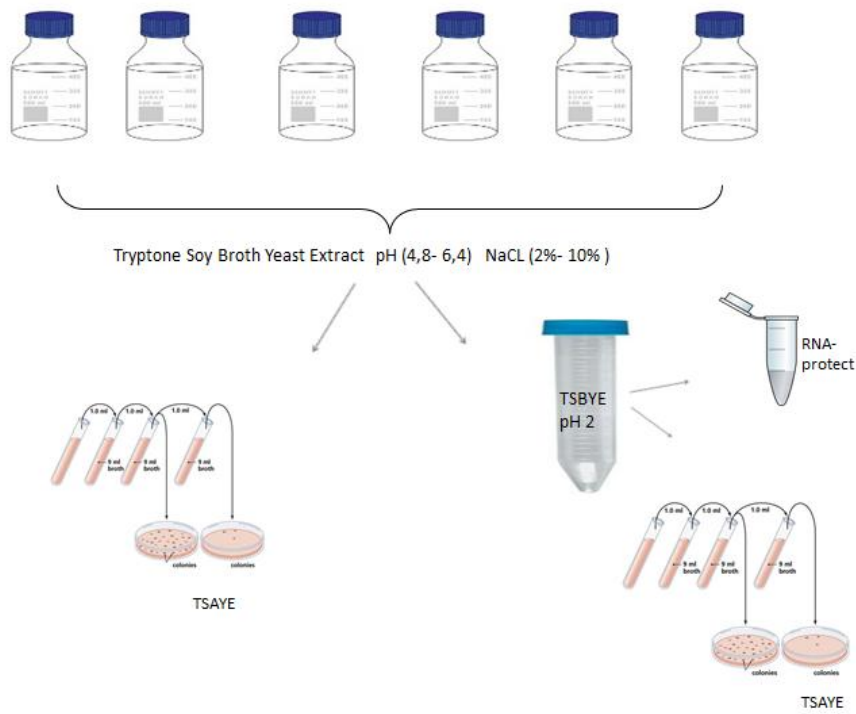 Tryptone Soy Broth Yeast Extract pH (4,8- 6,4) NaCL (2%- 10% )
RNA-
protect
TSBYE
pH 2
1.0 ml 1.0 ml 1.0 ml
9 ml
broth
9 ml
broth
9 ml
broth
colonies
colonies
TSAYE
1.0 ml 1.0 ml 1.0 ml
9 ml
broth
9 ml
broth
9 ml
broth
colonies
colonies
TSAYE